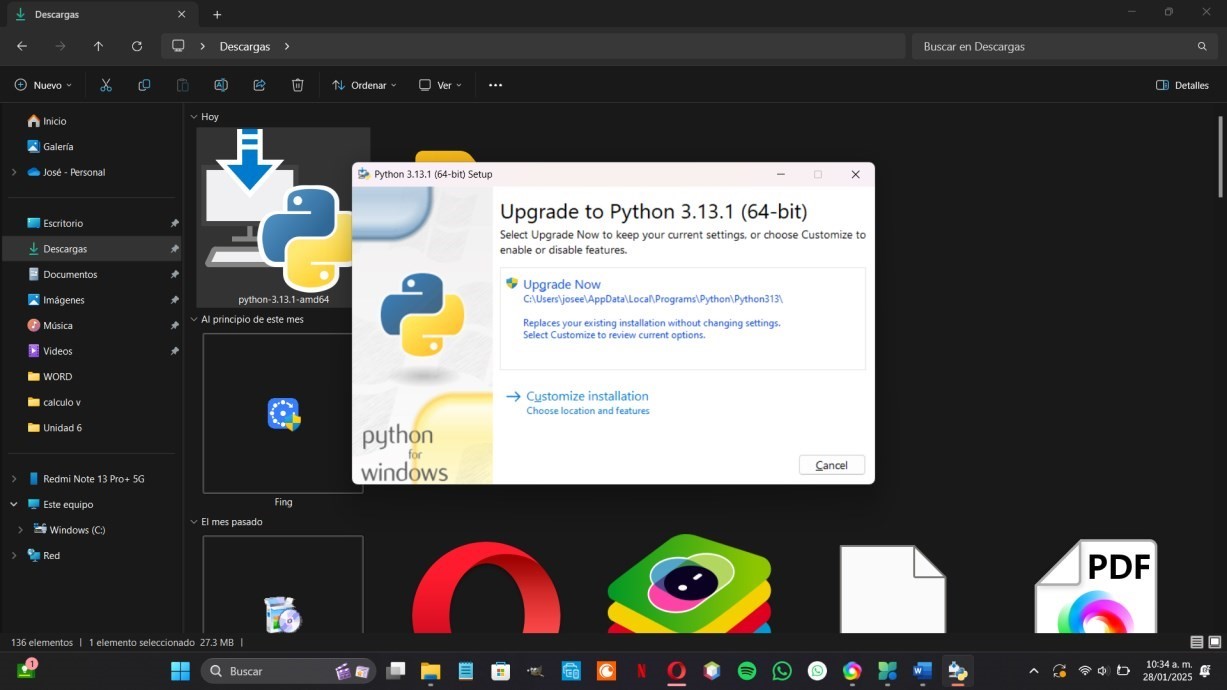 Descargas
Descargas
Buscar en Descargas
Nuevo
Ordenar
Ver
Detalles
Inicio
Galería
José - Personal
Escritorio
Descargas
Documentos
Imágenes
Música
Videos
WORD
calculo v
Unidad 6
Redmi Note 13 Pro+ 5G
Este equipo
Windows (C:)
Red
Hoy
python-3.13.1-amd64
Al principio de este mes
Fing
El mes pasado
PDF
Python 3.13.1 (64-bit) Setup
Upgrade to Python 3.13.1 (64-bit)
Select Upgrade Now to keep your current settings, or choose Customize to
enable or disable features.
Upgrade Now
C:\Users\josee\AppData\Local\Programs\Python\Python313\
Replaces your existing installation without changing settings.
Select Customize to review current options.
Customize installation
Choose location and features
python
for
windows
Cancel
136 elementos
1 elemento seleccionado 27.3 MB
1
Buscar
10:34 a. m.
28/01/2025